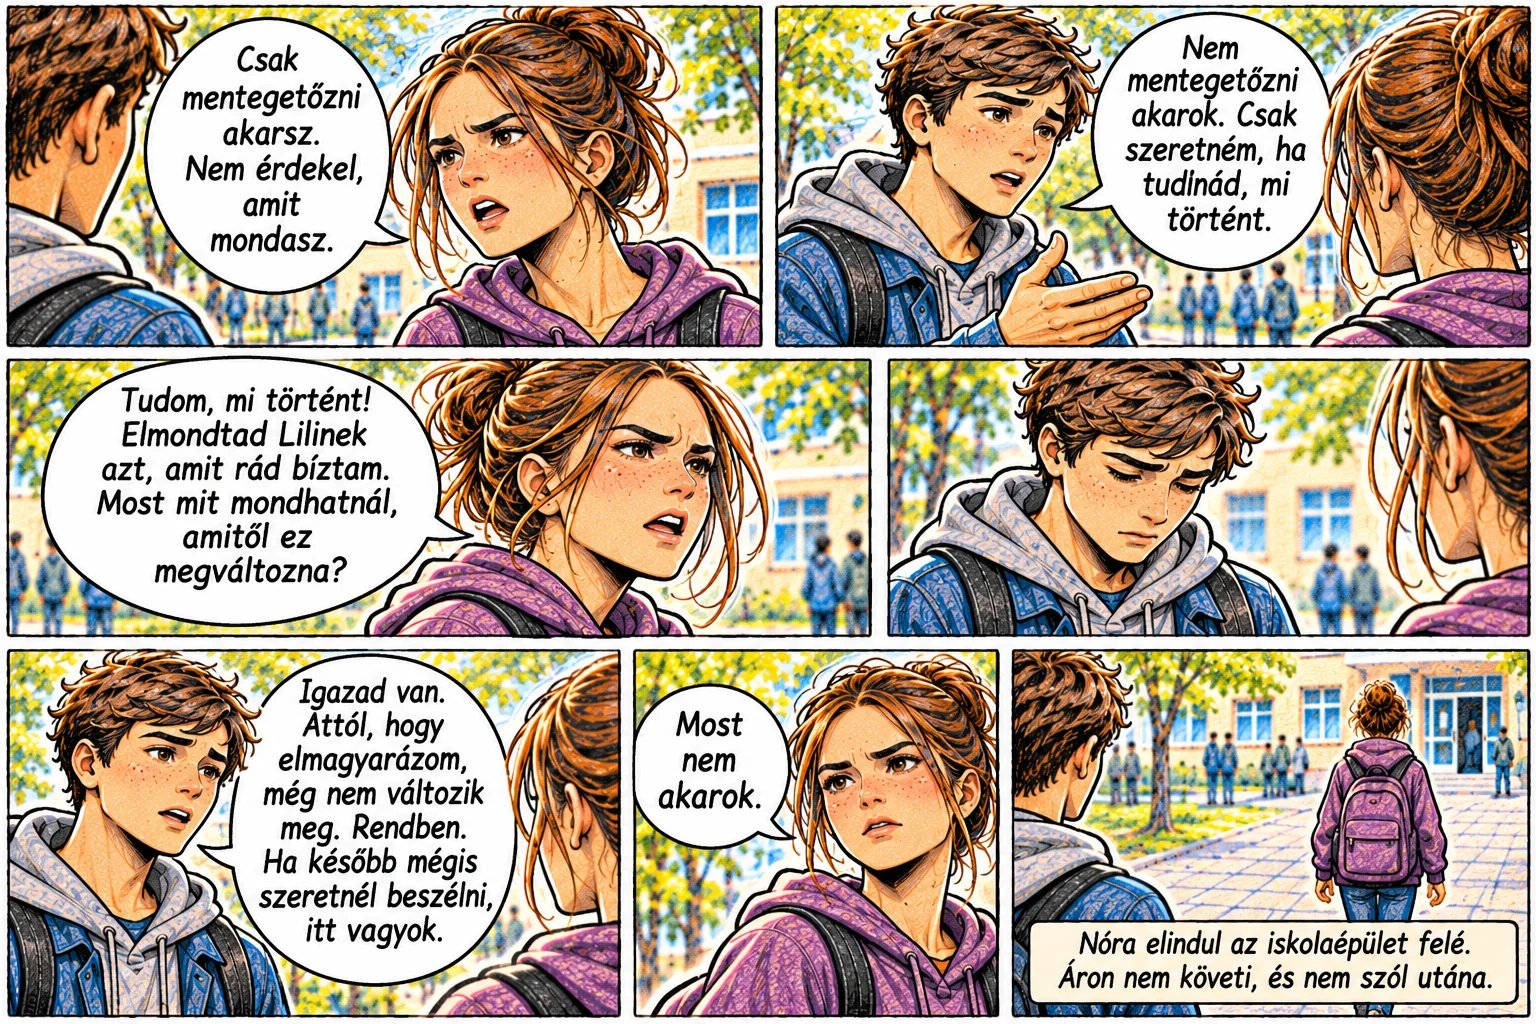 Csak
mentegetőzni
akarsz.
Nem érdekel,
amit
mondasz.
Nem
mentegetőzni
akarok. Csak
szeretném, ha
tudínád, mi
történt.
Tudom, mi történt!
Elmondtad Lilinek
azt, amit rád bíztam.
Most mit mondhatnál,
amitől ez
megváltozna?
Igazad van.
Attól, hogy
elmagyarázom,
még nem változik
meg. Rendben.
Ha később mégis
szeretnél beszélni,
itt vagyok.
Most
nem
akarok.
Nóra elindul az iskolaépület felé.
Áron nem követi, és nem szól utána.